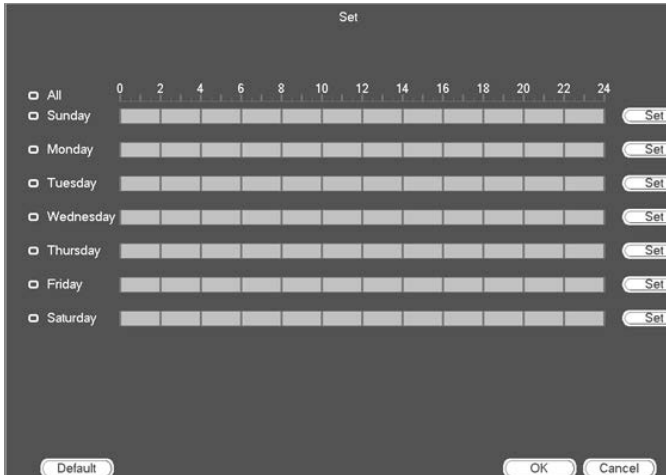 Set
All 0 2 4 6 8 10 12 14 16 18 20 22 24
Sunday Set
Monday Set
Tuesday Set
Wednesday Set
Thursday Set
Friday Set
Saturday Set
Default OK Cancel